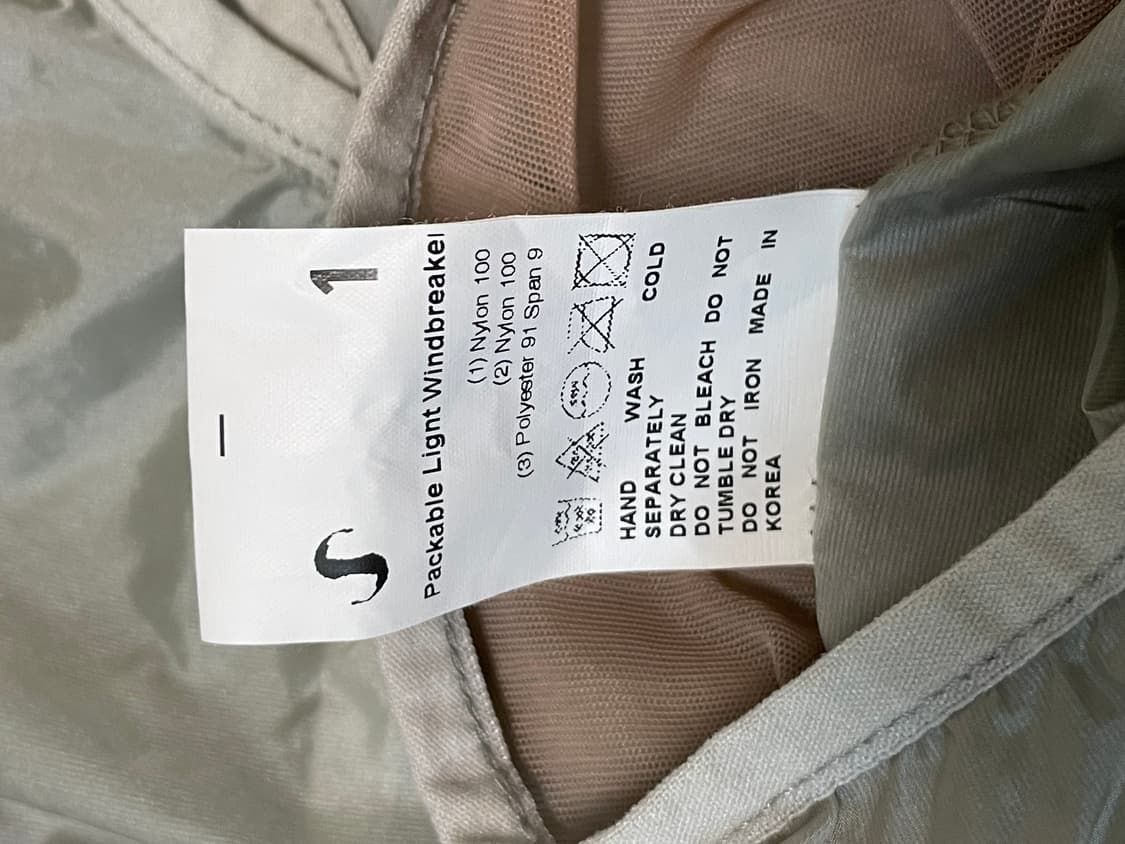 S 1
Packable Lignt Windbreaker
(1) Nylon 100
(2) Nylon 100
(3) Polyester 91 Span 9
HAND WASH COLD
SEPARATELY
DRY CLEAN
DO NOT BLEACH DO NOT
TUMBLE DRY
DO NOT IRON MADE IN
KOREA